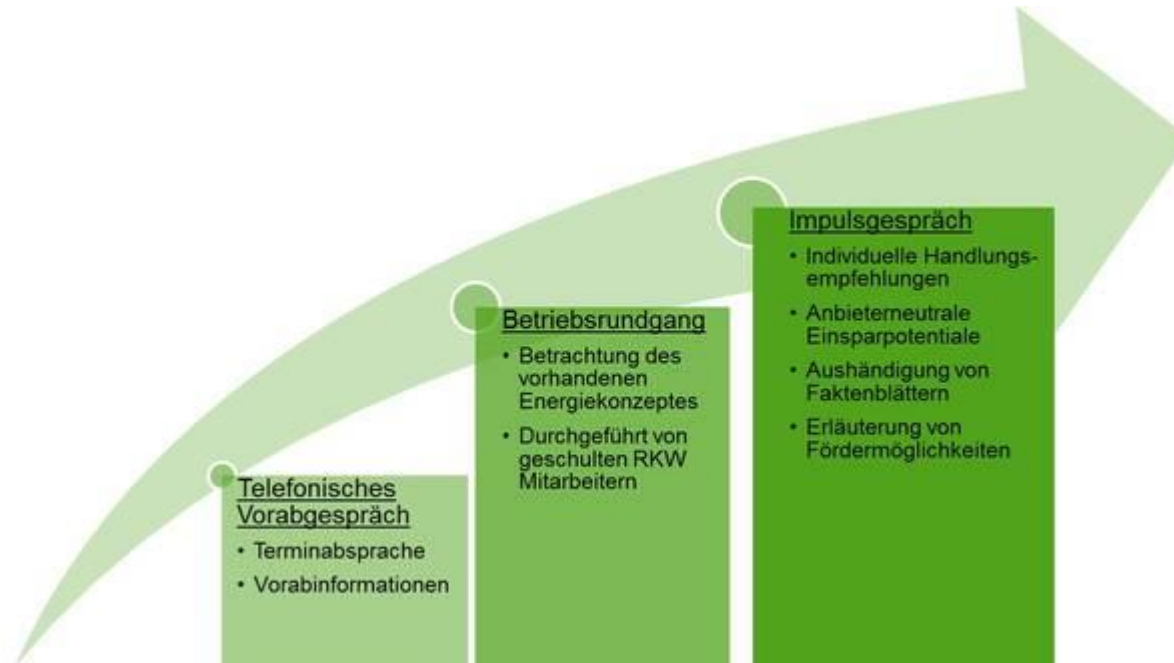 Telefonisches
Vorabgespräch
• Terminabsprache
• Vorabinformationen
Betriebsrundgang
• Betrachtung des
vorhandenen
Energiekonzeptes
• Durchgeführt von
geschulten RKW
Mitarbeitern
Impulsgespräch
• Individuelle Handlungs-
empfehlungen
• Anbieterneutrale
Einsparpotentiale
• Aushändigung von
Faktenblättern
• Erläuterung von
Fördermöglichkeiten